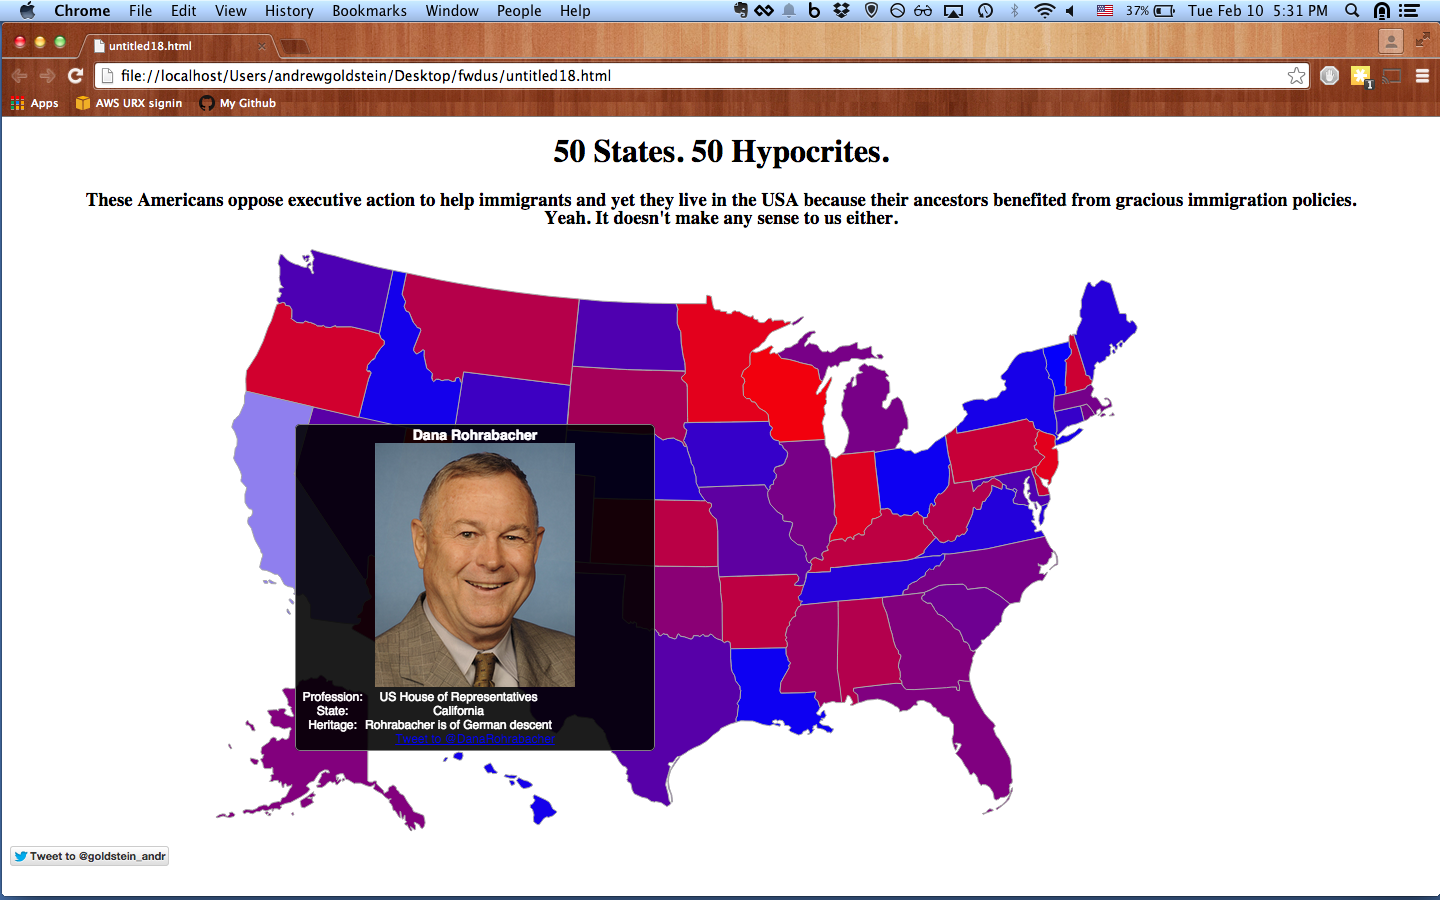 Chrome File Edit View History Bookmarks Window People Help 37% Tue Feb 10 5:31 PM
untitled18.html
file://localhost/Users/andrewgoldstein/Desktop/fwdus/untitled18.html
1
Apps AWS URX signin My Github
50 States. 50 Hypocrites.
These Americans oppose executive action to help immigrants and yet they live in the USA because their ancestors benefited from gracious immigration policies.
Yeah. It doesn't make any sense to us either.
Dana Rohrabacher
Profession: US House of Representatives
State: California
Heritage: Rohrabacher is of German descent
Tweet to @DanaRohrabacher
Tweet to @goldstein_andr